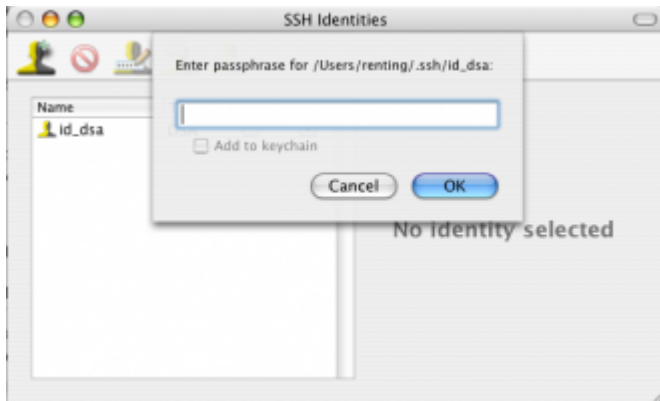 SSH Identities
Enter passphrase for /Users/renting/.ssh/id_dsa:
Name
id_dsa
Add to keychain
Cancel OK
No identity selected